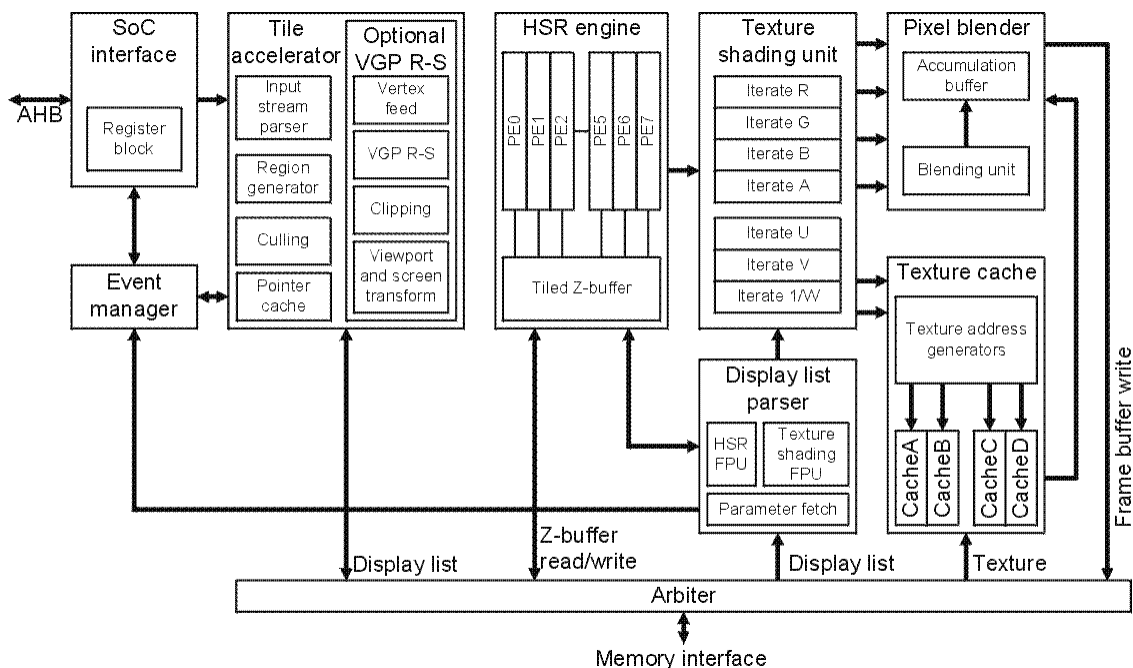 SoC
interface
AHB
Register
block
Event
manager
Tile
accelerator
Input
stream
parser
Region
generator
Culling
Pointer
cache
Optional
VGP R-S
Vertex
feed
VGP R-S
Clipping
Viewport
and screen
transform
HSR engine
PE0
PE1
PE2
PE5
PE6
PE7
Tiled Z-buffer
Texture
shading unit
Iterate R
Iterate G
Iterate B
Iterate A
Iterate U
Iterate V
Iterate 1/W
Pixel blender
Accumulation
buffer
Blending unit
Texture cache
Texture address
generators
CacheA
CacheB
CacheC
CacheD
Display list
parser
HSR
FPU
Texture
shading
FPU
Parameter fetch
Frame buffer write
Display list
Z-buffer
read/write
Display list
Texture
Arbiter
Memory interface